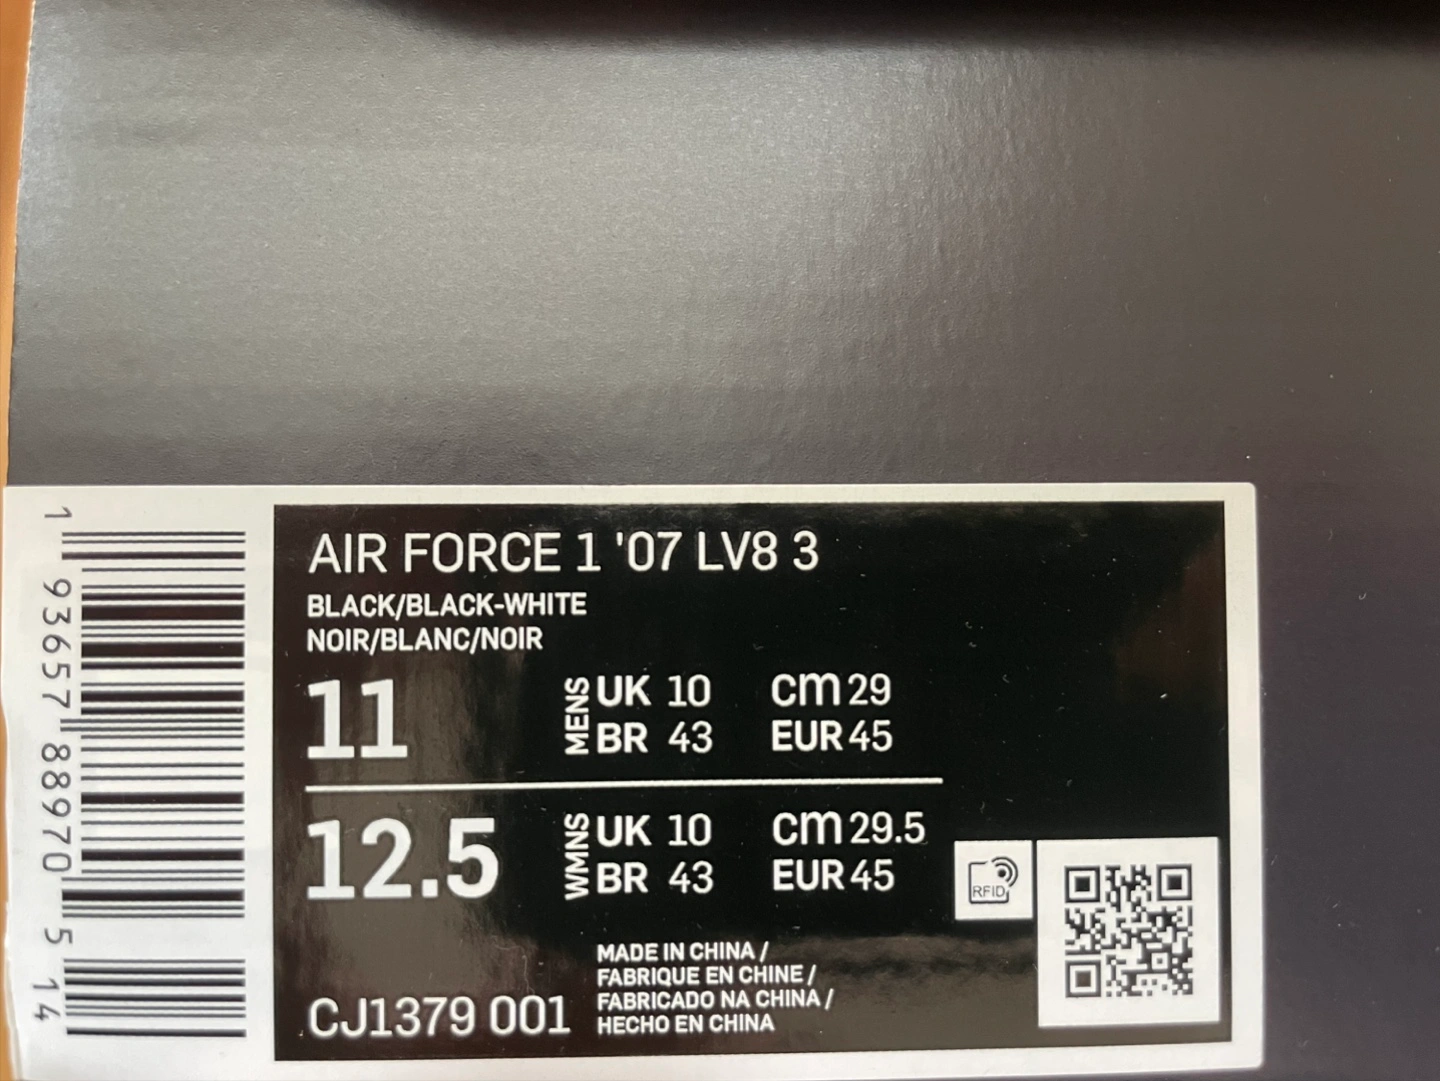 AIR FORCE 1 '07 LV8 3
BLACK/BLACK-WHITE
NOIR/BLANC/NOIR
11 MENS UK 10 CM 29
BR 43 EUR 45
12.5 WMNS UK 10 CM 29.5
BR 43 EUR 45
RFID
MADE IN CHINA /
FABRIQUE EN CHINE /
FABRICADO NA CHINA /
HECHO EN CHINA
CJ1379 001
1 93657 88970 5 14